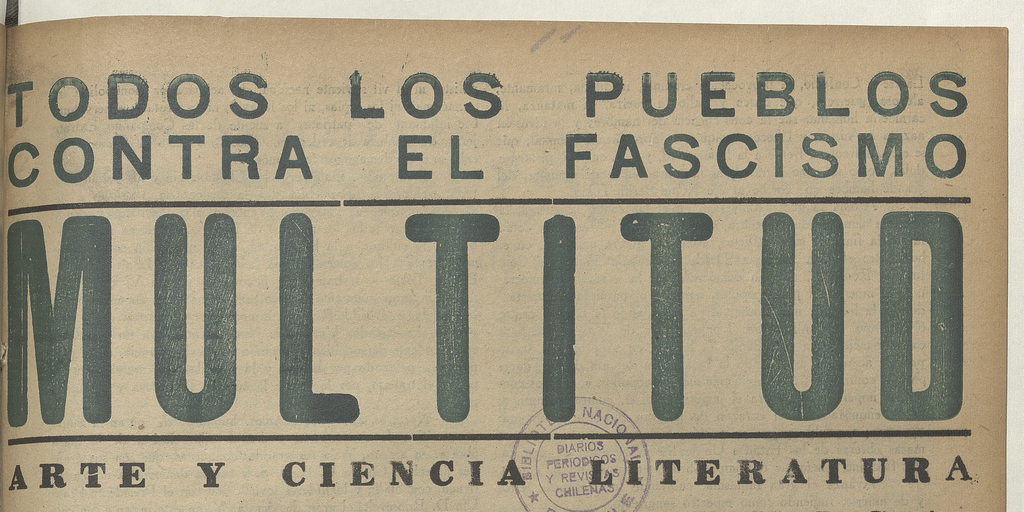 TODOS LOS PUEBLOS
CONTRA EL FASCISMO
MULTITUD
ARTE Y CIENCIA LITERATURA
BIBLIOTECA NACIONAL
DIARIOS
PERIODICOS
Y REVISTAS
CHILENAS